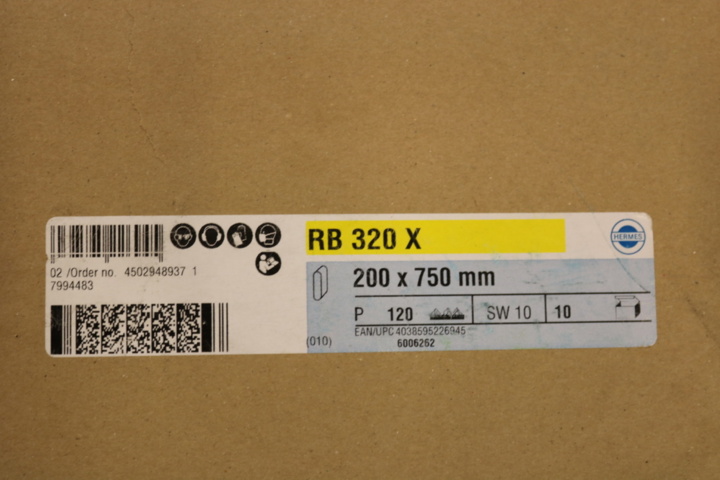 RB 320 X
HERMES
02 /Order no. 4502948937 1
7994483
200 x 750 mm
P 120 SW 10 10
EAN/UPC 4038595226945
(010) 6006262